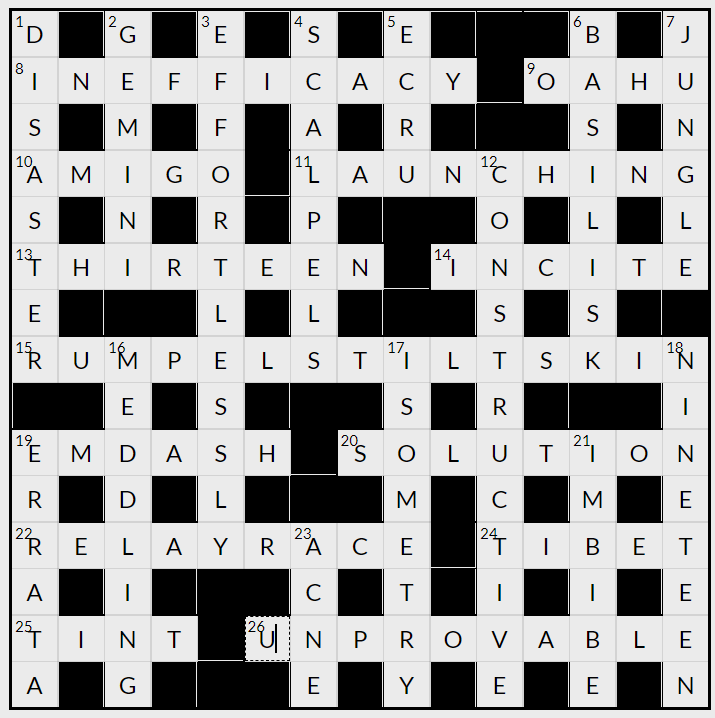 1 D 2 G 3 E 4 S 5 E 6 B 7 J
8 I N E F F I C A C Y 9 O A H U
S M F A R S N
10 A M I G O 11 L A U N 12 C H I N G
S N R P O L L
13 T H I R T E E N 14 I N C I T E
E L L S S
15 R U 16 M P E L S T 17 I L T S K I 18 N
E S S R I
19 E M D A S H 20 S O L U T 21 I O N
R D L M C M E
22 R E L A Y R 23 A C E 24 T I B E T
A I C T I I E
25 T I N T 26 U N P R O V A B L E
A G E Y E E N